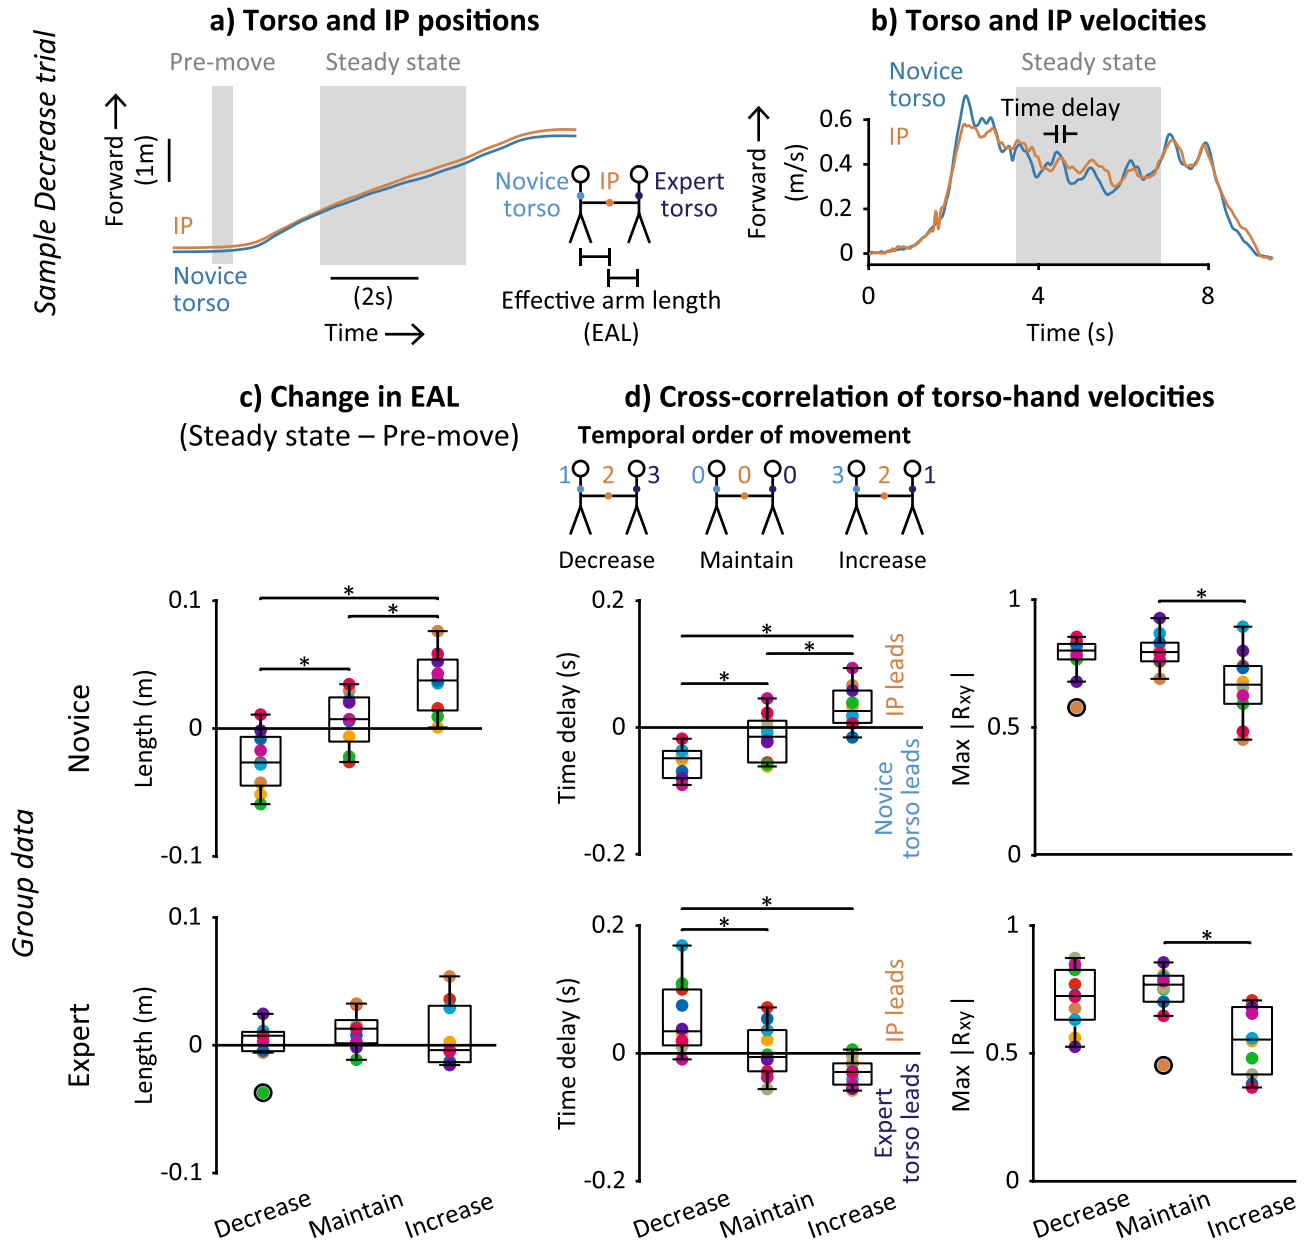 Sample Decrease trial
a) Torso and IP positions
Pre-move
Steady state
Forward
(1m)
IP
Novice
torso
(2s)
Time
Novice
torso
IP
Expert
torso
Effective arm length
(EAL)
b) Torso and IP velocities
Novice
torso
IP
Steady state
Time delay
Forward
(m/s)
0.6
0.4
0.2
0
0
4
8
Time (s)
Group data
c) Change in EAL
(Steady state – Pre-move)
d) Cross-correlation of torso-hand velocities
Temporal order of movement
1 2 3
0 0 0
3 2 1
Decrease
Maintain
Increase
Novice
Length (m)
0.1
0
-0.1
* * *
Time delay (s)
0.2
0
-0.2
* * *
IP leads
Novice
torso leads
Max |Rxy|
1
0.5
0
*
Expert
Length (m)
0.1
0
-0.1
Decrease
Maintain
Increase
Time delay (s)
0.2
0
-0.2
* *
IP leads
Expert
torso leads
Decrease
Maintain
Increase
Max |Rxy|
1
0.5
0
*
Decrease
Maintain
Increase